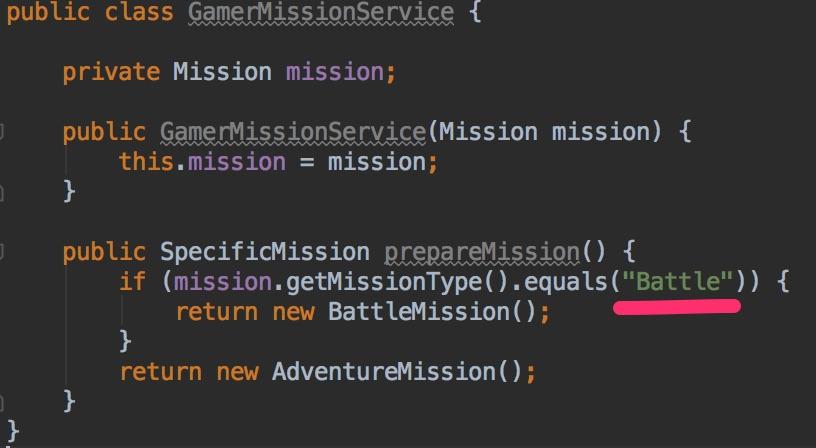 public class GamerMissionService {
private Mission mission;
public GamerMissionService(Mission mission) {
this.mission = mission;
}
public SpecificMission prepareMission() {
if (mission.getMissionType().equals("Battle")) {
return new BattleMission();
}
return new AdventureMission();
}
}